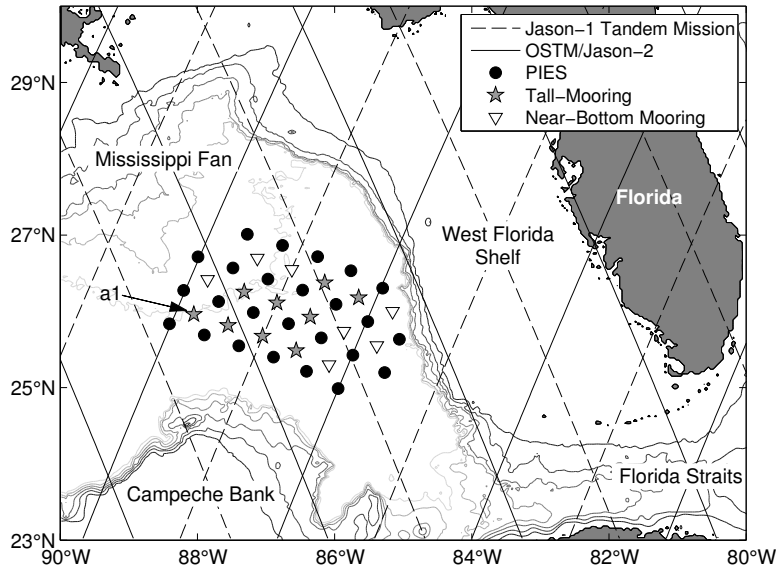 Jason−1 Tandem Mission
OSTM/Jason−2
PIES
Tall−Mooring
Near−Bottom Mooring
29°N
Mississippi Fan
Florida
27°N
West Florida
Shelf
a1
25°N
Florida Straits
Campeche Bank
23°N
90°W
88°W
86°W
84°W
82°W
80°W